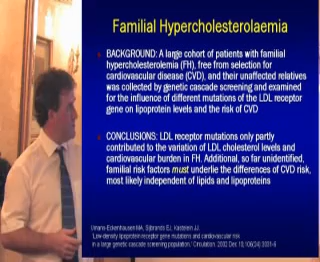 Familial Hypercholesterolaemia
BACKGROUND: A large cohort of patients with familial
hypercholesterolemia (FH), free from selection for
cardiovascular disease (CVD), and their unaffected relatives
was collected by genetic cascade screening and examined
for the influence of different mutations of the LDL receptor
gene on lipoprotein levels and the risk of CVD
CONCLUSIONS: LDL receptor mutations only partly
contributed to the variation of LDL cholesterol levels and
cardiovascular burden in FH. Additional, so far unidentified,
familial risk factors must underlie the differences of CVD risk,
most likely independent of lipids and lipoproteins
Umans-Eckenhausen MA, Sijbrands EJ, Kastelein JJ.
'Low-density lipoprotein receptor gene mutations and cardiovascular risk
in a large genetic cascade screening population.' Circulation. 2002 Dec